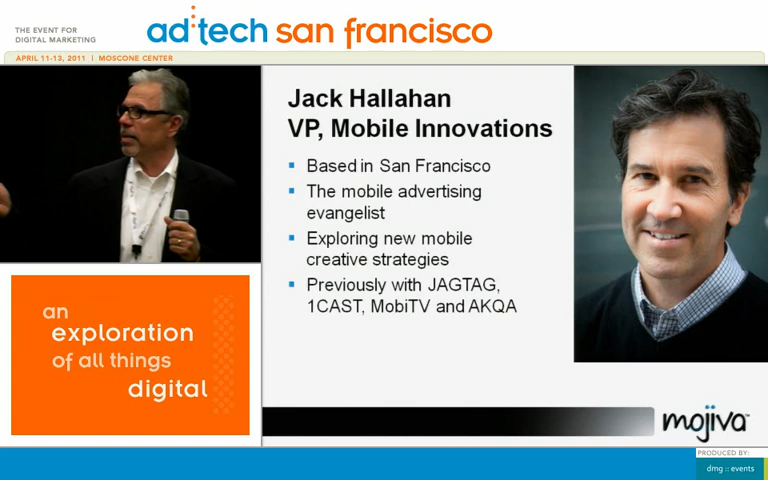 THE EVENT FOR
DIGITAL MARKETING
ad:tech san francisco
APRIL 11-13, 2011 | MOSCONE CENTER
Jack Hallahan
VP, Mobile Innovations
Based in San Francisco
The mobile advertising
evangelist
Exploring new mobile
creative strategies
Previously with JAGTAG,
1CAST, MobiTV and AKQA
an
exploration
of all things
digital
mojiva™
PRODUCED BY:
dmg :: events